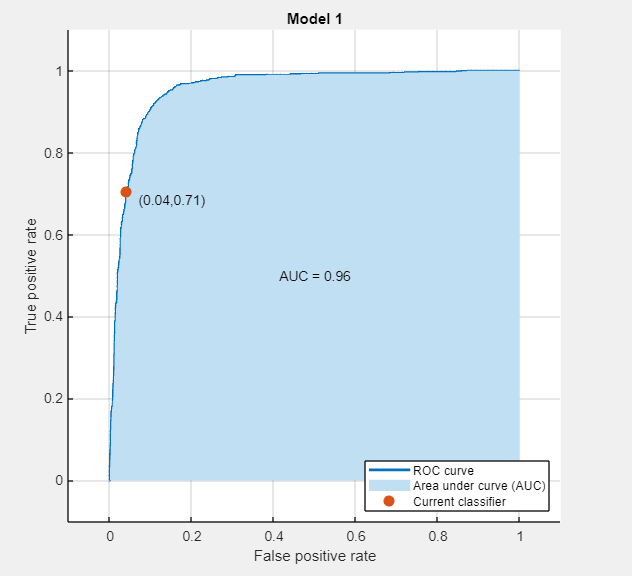 Model 1
1
0.8
0.6
0.4
0.2
0
True positive rate
(0.04,0.71)
AUC = 0.96
ROC curve
Area under curve (AUC)
Current classifier
0 0.2 0.4 0.6 0.8 1
False positive rate